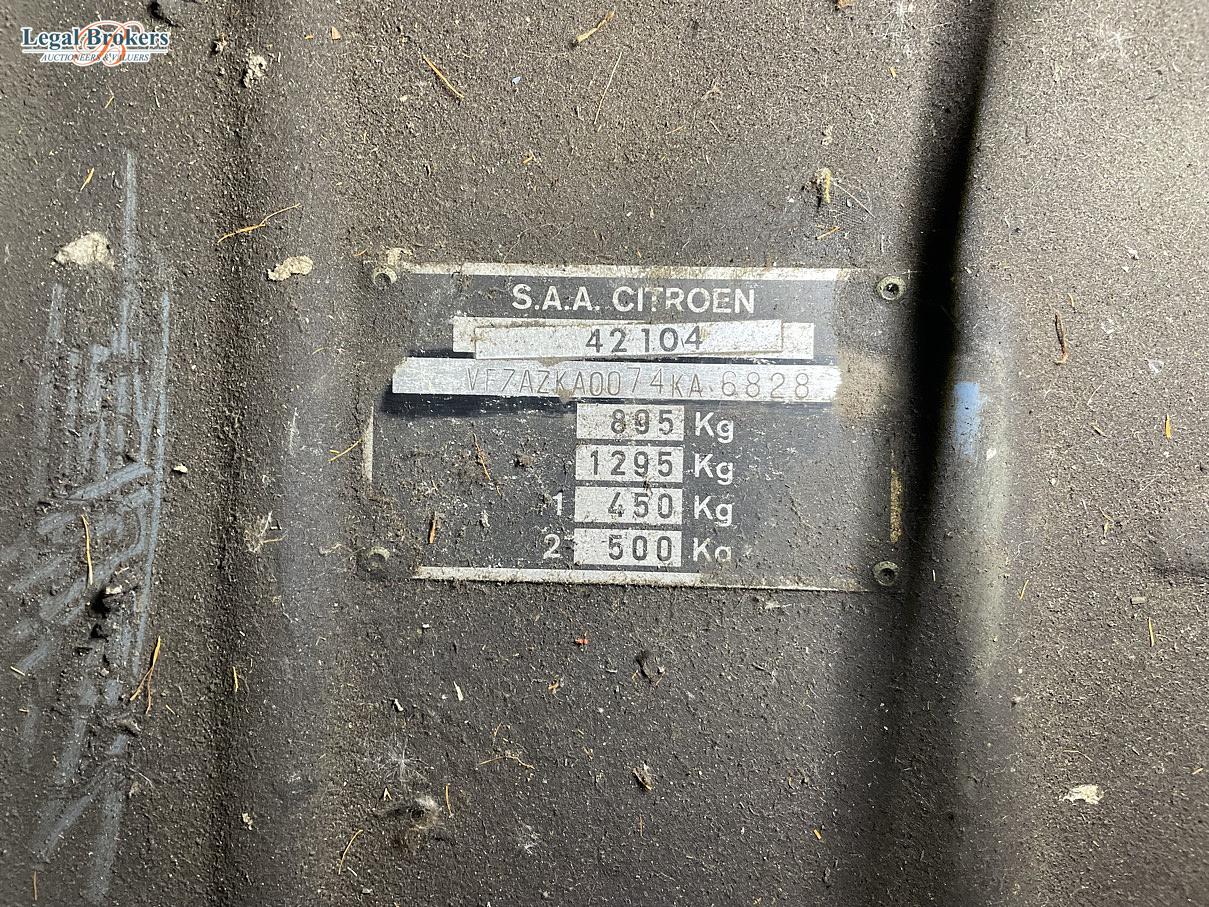 Legal Brokers
AUCTIONEERS & VALUERS
S.A.A. CITROEN
42104
VF7AZKA0074KA 6828
895 Kg
1295 Kg
1 450 Kg
2 500 Kg